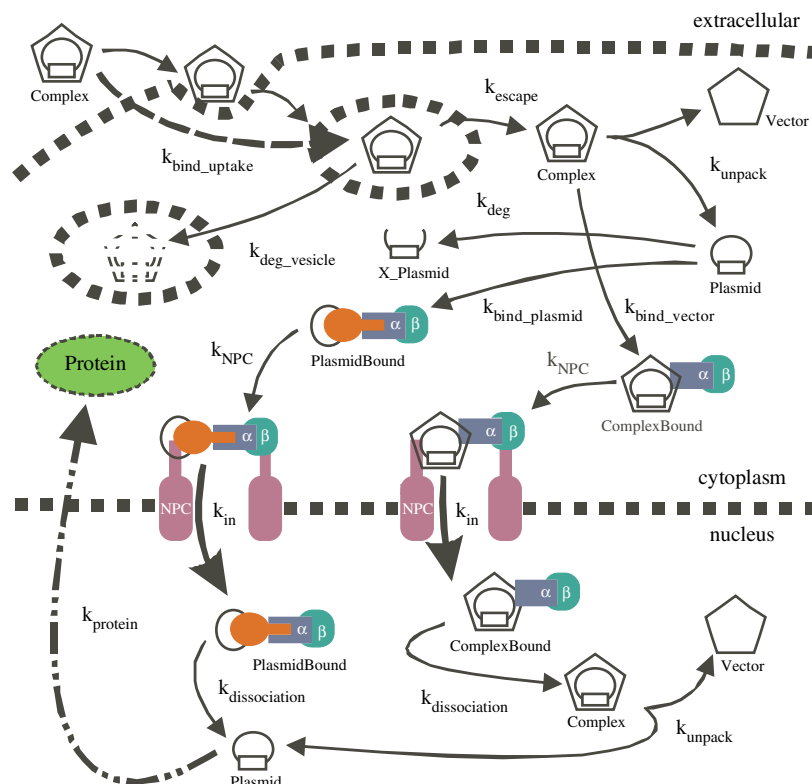 extracellular
Complex
k_escape
Vector
k_bind_uptake
Complex
k_unpack
k_deg
k_deg_vesicle
X_Plasmid
Plasmid
k_bind_plasmid
k_bind_vector
α β
PlasmidBound
k_NPC
k_NPC
α β
Protein
ComplexBound
α β
α β
cytoplasm
NPC
k_in
NPC
k_in
nucleus
α β
ComplexBound
k_protein
α β
PlasmidBound
Vector
k_dissociation
k_dissociation
Complex
k_unpack
Plasmid